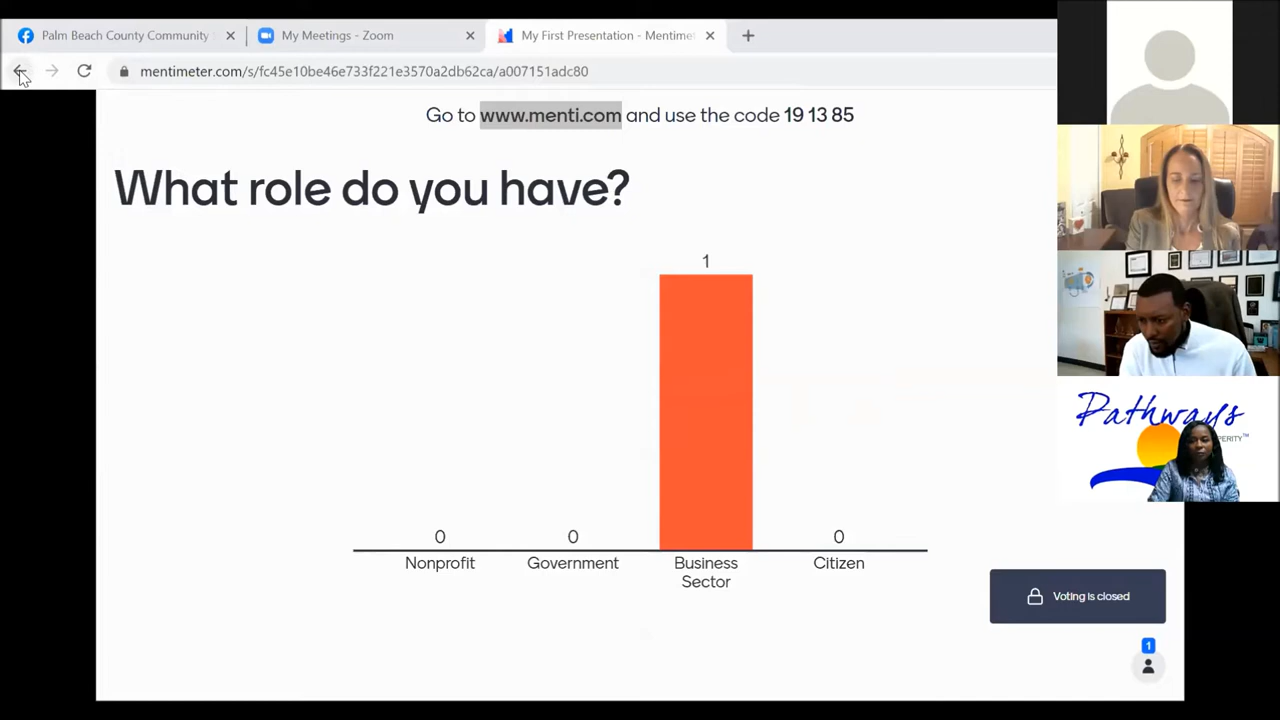 Palm Beach County Community
My Meetings - Zoom
My First Presentation - Mentimet
mentimeter.com/s/fc45e10be46e733f221e3570a2db62ca/a007151adc80
Go to www.menti.com and use the code 19 13 85
What role do you have?
1
0
0
0
Nonprofit
Government
Business
Sector
Citizen
Voting is closed
1
Pathways
PERITY™